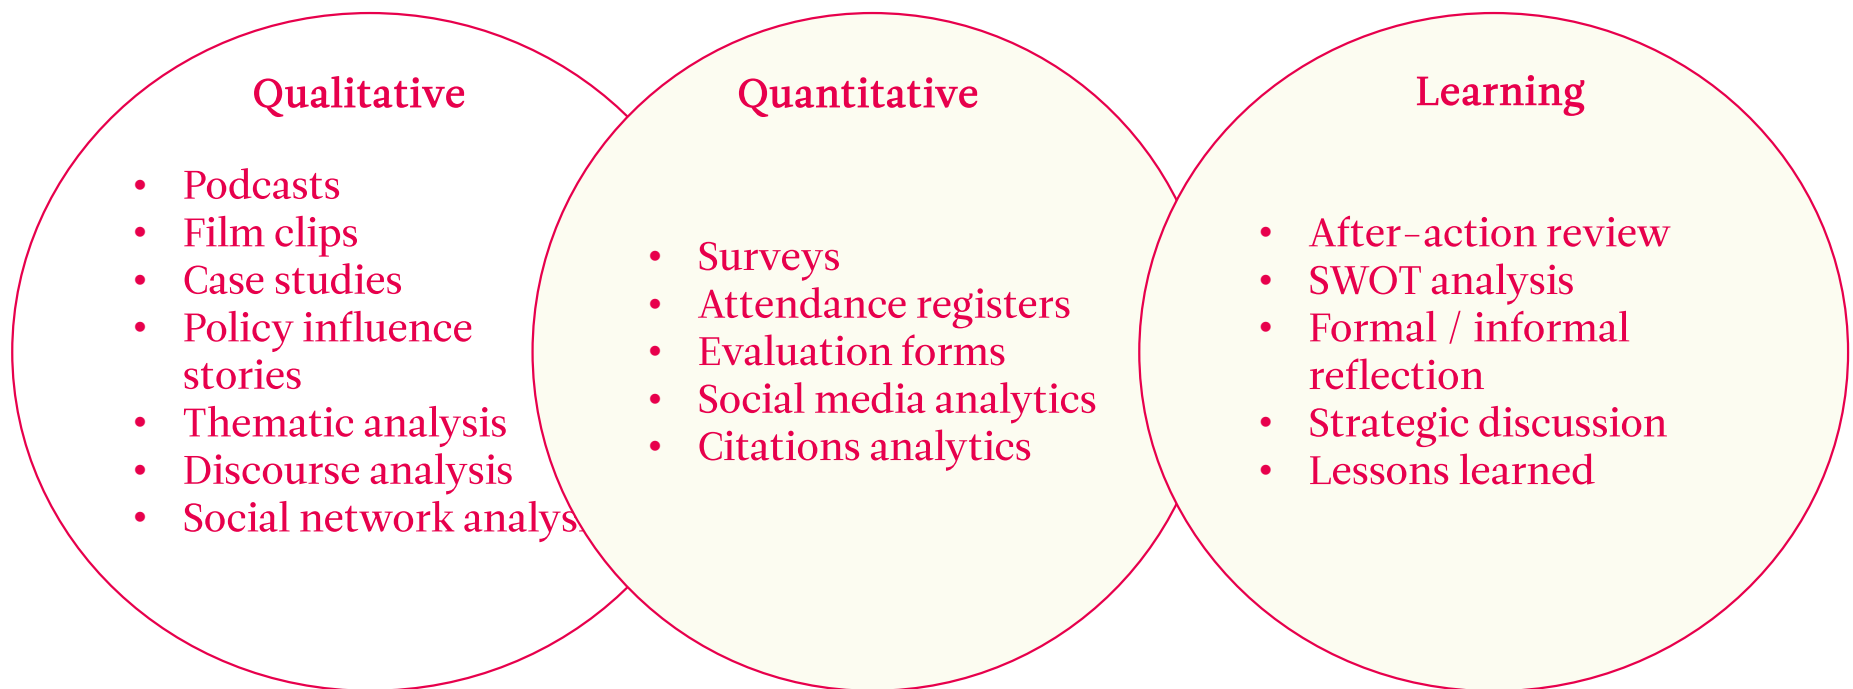 Qualitative
• Podcasts
• Film clips
• Case studies
• Policy influence
stories
• Thematic analysis
• Discourse analysis
• Social network
Quantitative
• Surveys
• Attendance registers
• Evaluation forms
• Social media analytics
• Citations analytics
Learning
• After-action review
• SWOT analysis
• Formal / informal
reflection
• Strategic discussion
• Lessons learned